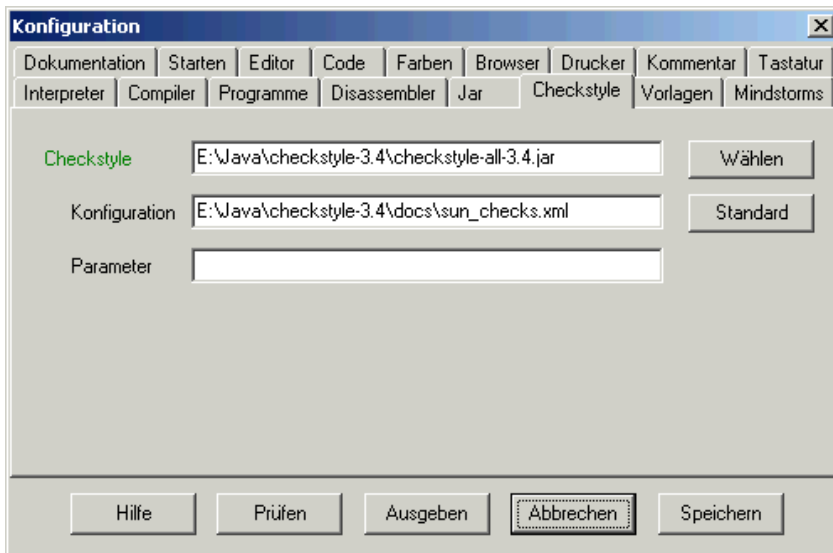 Konfiguration
Dokumentation Starten Editor Code Farben Browser Drucker Kommentar Tastatur
Interpreter Compiler Programme Disassembler Jar Checkstyle Vorlagen Mindstorms
Checkstyle E:\Java\checkstyle-3.4\checkstyle-all-3.4.jar Wählen
Konfiguration E:\Java\checkstyle-3.4\docs\sun_checks.xml Standard
Parameter
Hilfe Prüfen Ausgeben Abbrechen Speichern